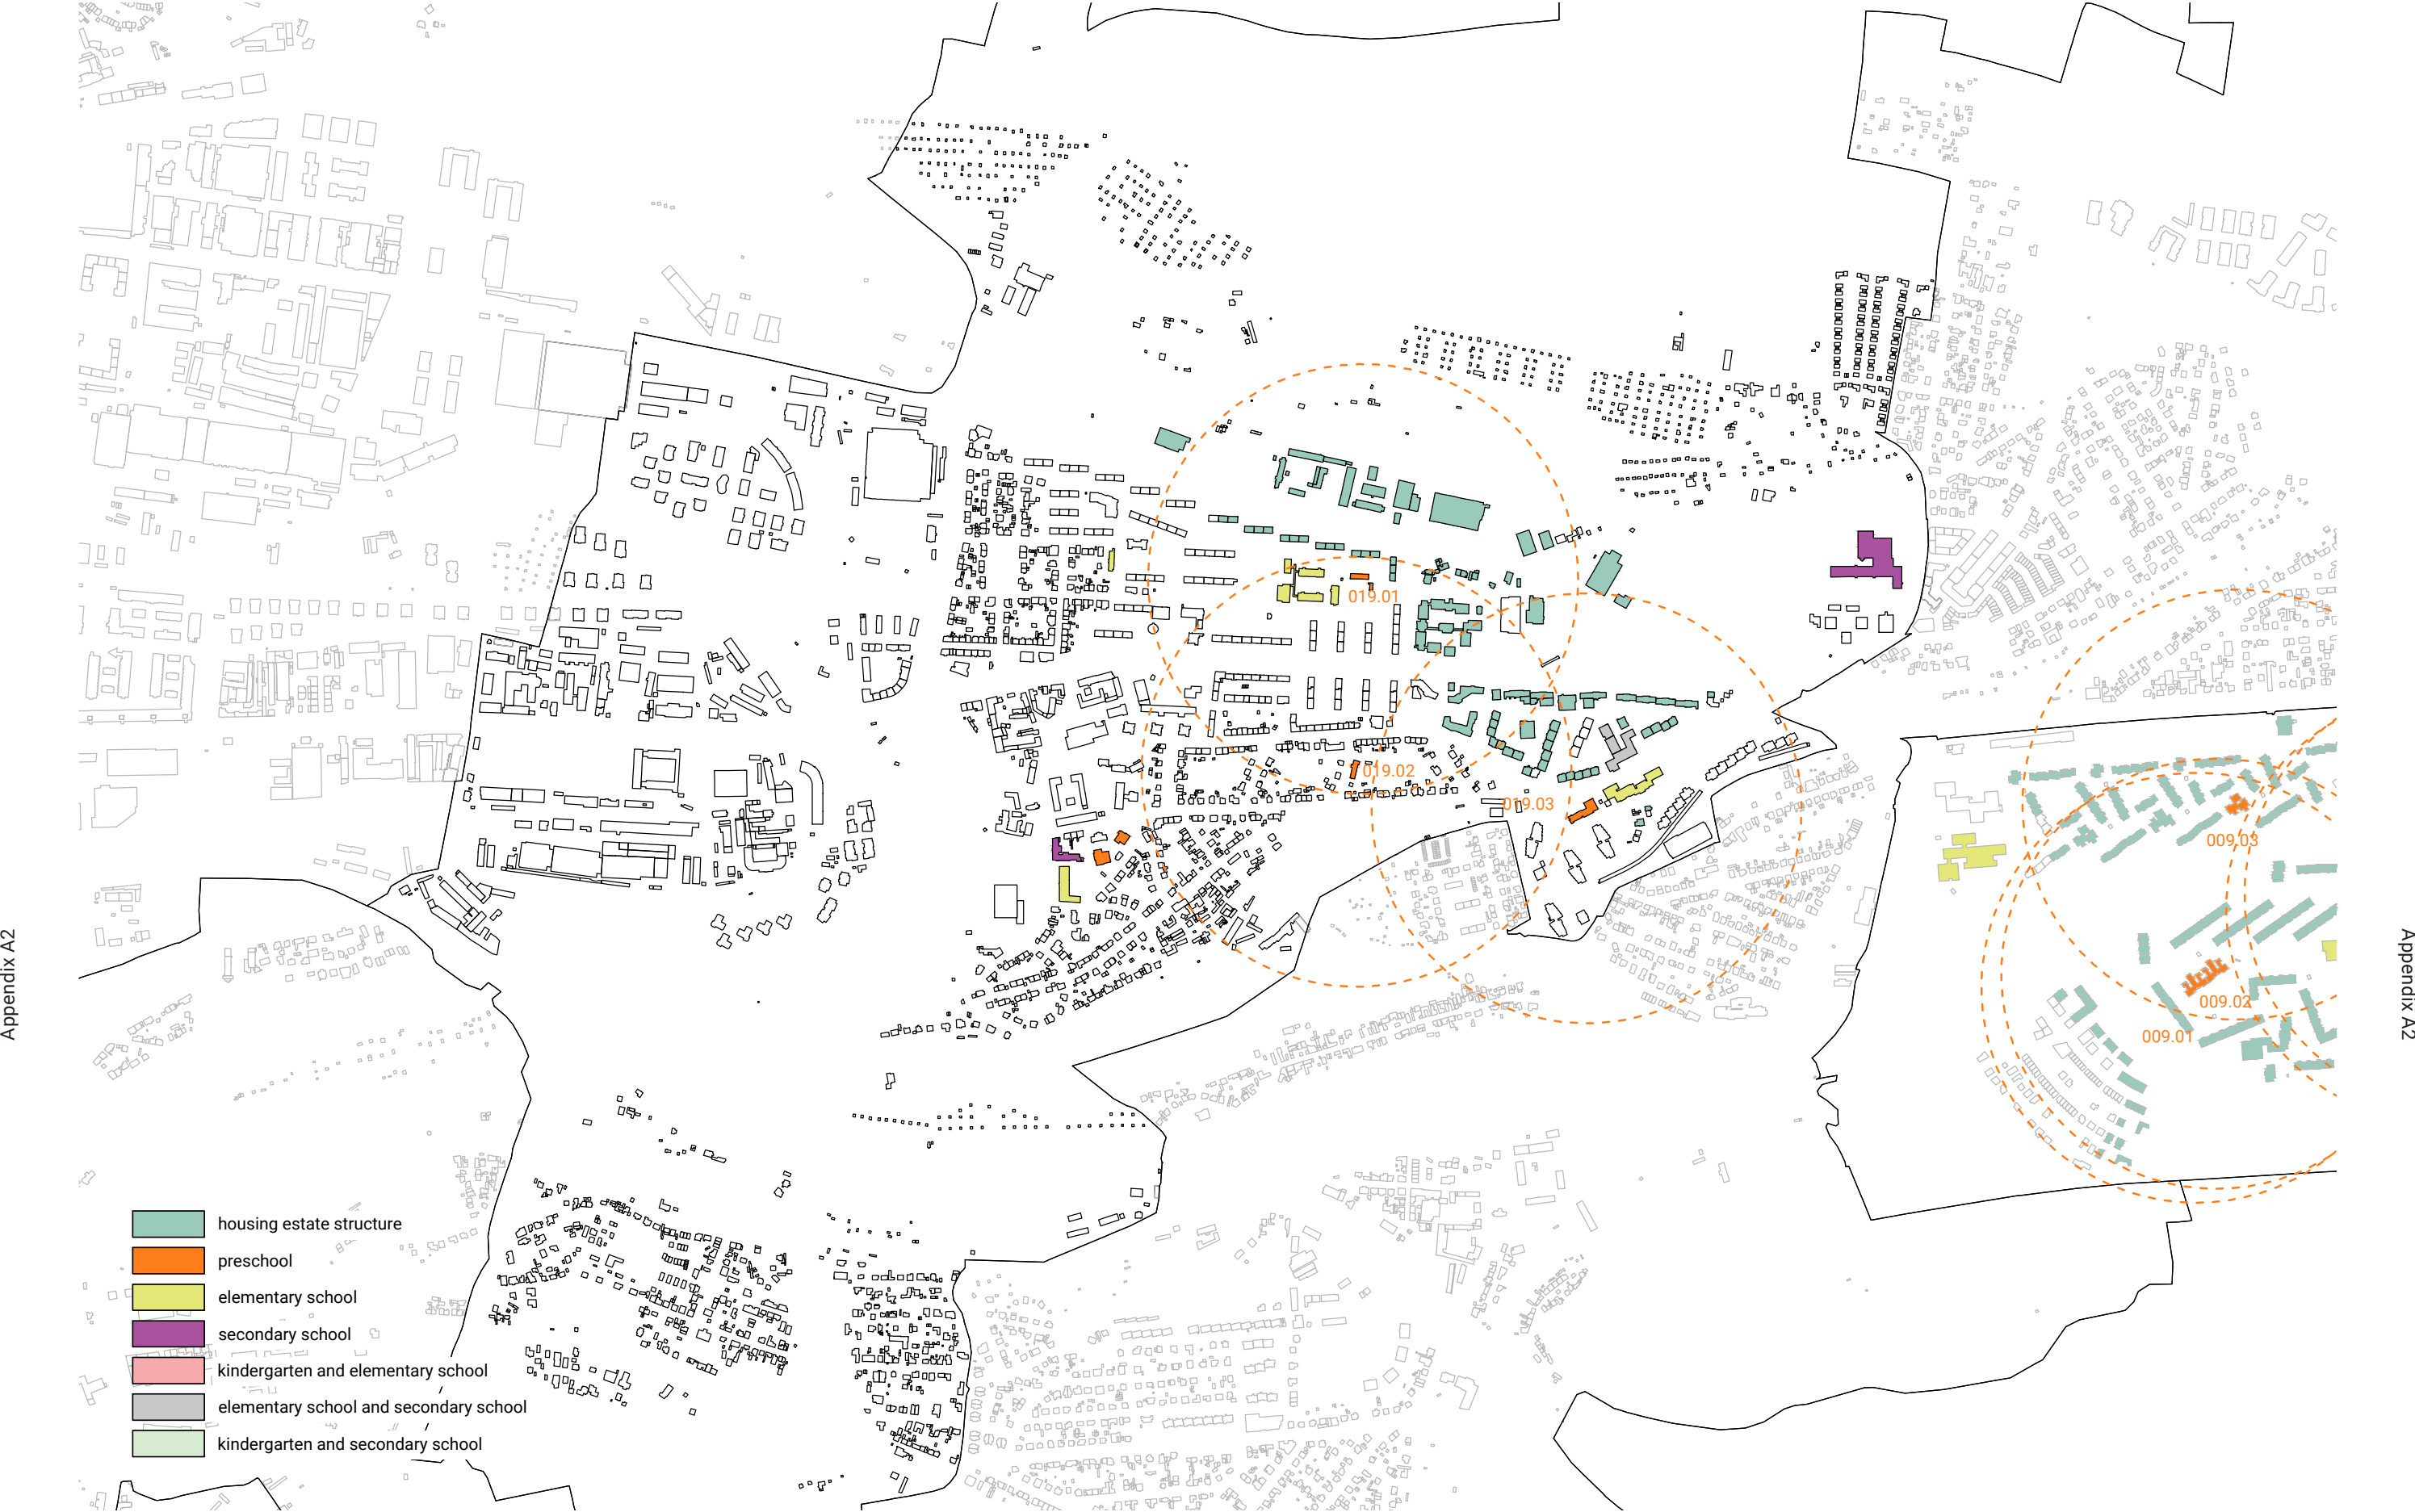 Appendix A2
Appendix A2
019.01
019.02
019.03
009.03
009.02
009.01
housing estate structure
preschool
elementary school
secondary school
kindergarten and elementary school
elementary school and secondary school
kindergarten and secondary school